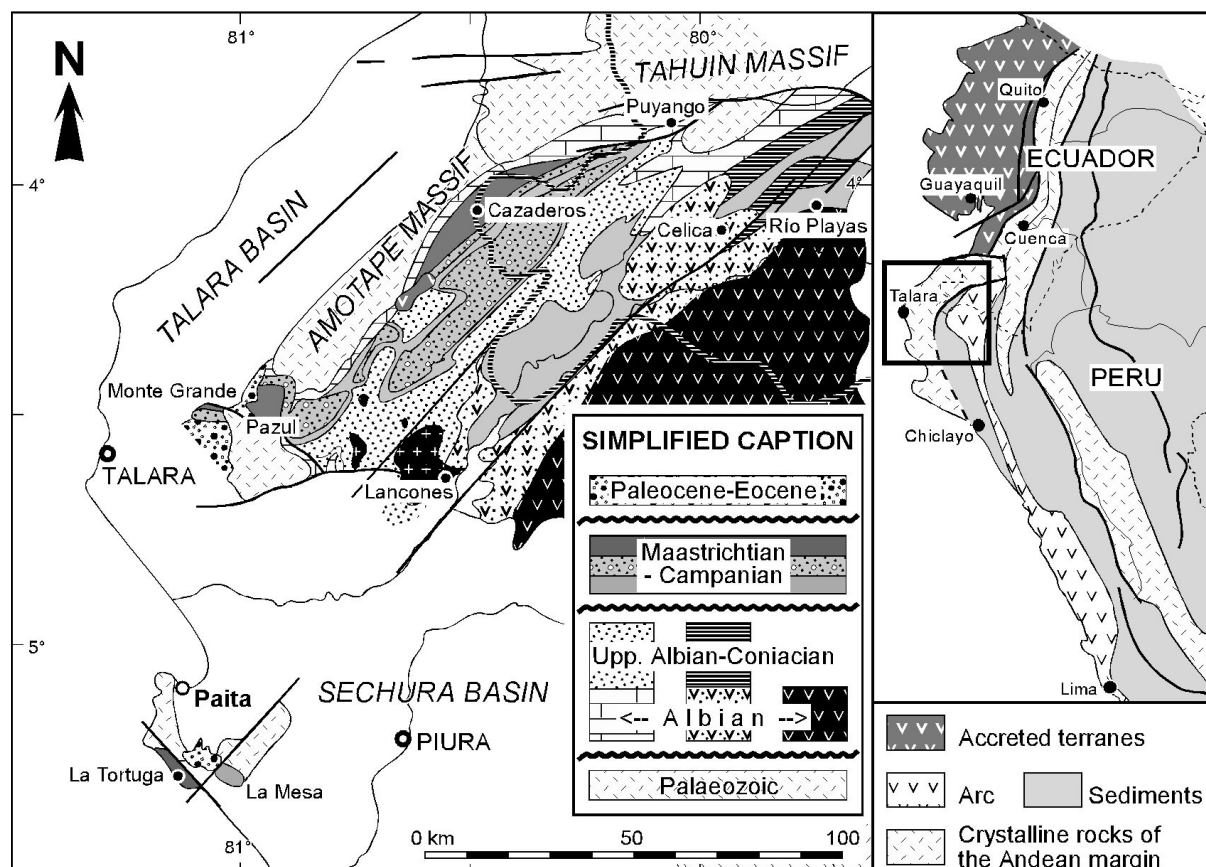 81°
80°
N
TAHUIN MASSIF
Puyango
4°
4°
Cazaderos
Celica
Río Playas
TALARA BASIN
AMOTAPE MASSIF
Monte Grande
Pazul
TALARA
Lancones
5°
Paita
SECHURA BASIN
PIURA
La Tortuga
La Mesa
81°
0 km
50
100
SIMPLIFIED CAPTION
Paleocene-Eocene
Maastrichtian
- Campanian
Upp. Albian-Coniacian
<-- Albian -->
Palaeozoic
Quito
ECUADOR
Guayaquil
Cuenca
Talara
PERU
Chiclayo
Lima
Accreted terranes
Arc
Sediments
Crystalline rocks of
the Andean margin